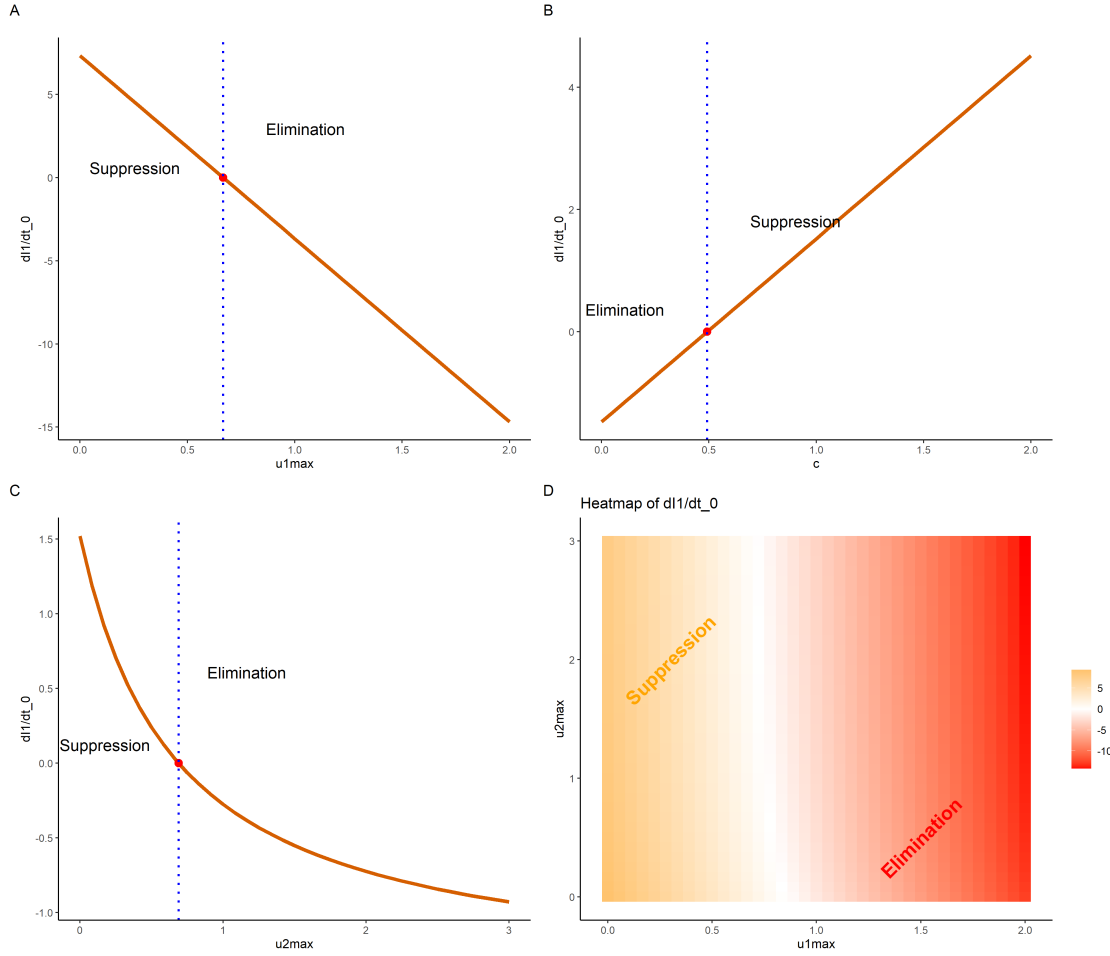 A
5
0
-5
-10
-15
dI1/dt_0
Suppression
Elimination
0.0 0.5 1.0 1.5 2.0
u1max
B
4
2
0
dI1/dt_0
Suppression
Elimination
0.0 0.5 1.0 1.5 2.0
c
C
1.5
1.0
0.5
0.0
-0.5
-1.0
dI1/dt_0
Elimination
Suppression
0 1 2 3
u2max
D
Heatmap of dI1/dt_0
3
2
1
0
u2max
Suppression
Elimination
0.0 0.5 1.0 1.5 2.0
u1max
5
0
-5
-10